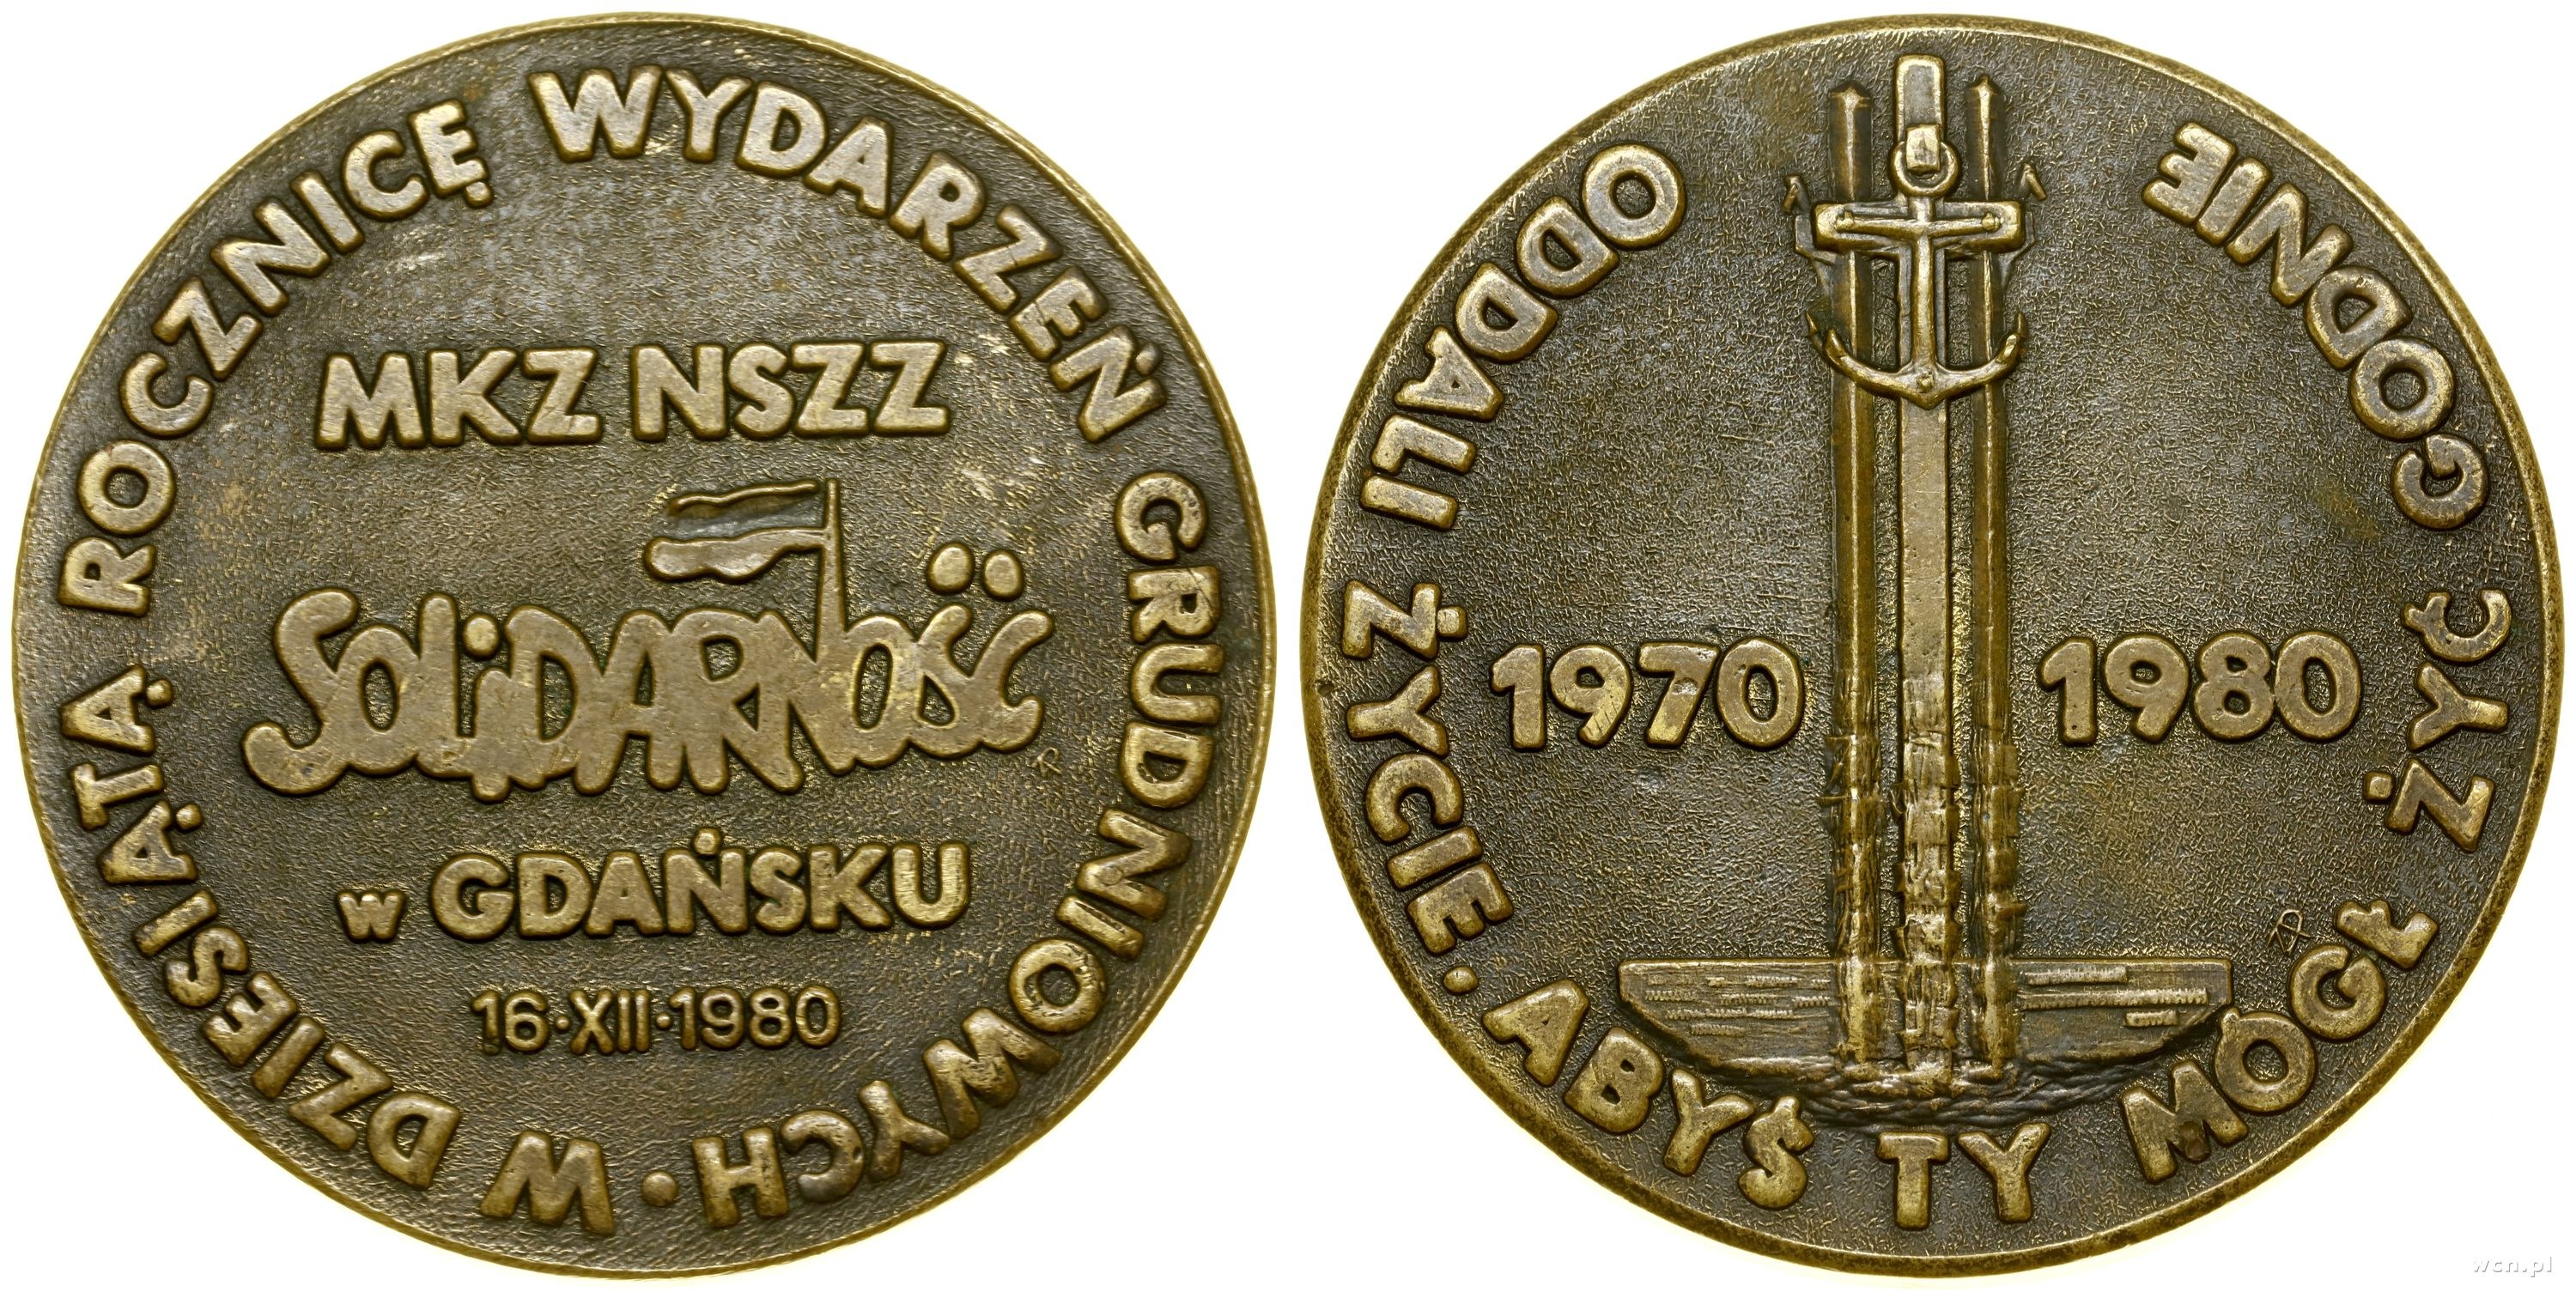 W DZIESIĄTĄ ROCZNICĘ WYDARZEŃ GRUDNIOWYCH •
MKZ NSZZ
SOLiDARNOŚĆ
w GDAŃSKU
16•XII•1980
ODDALI ŻYCIE. ABYŚ TY MÓGŁ ŻYĆ GODNIE
1970 1980
wcn.pl